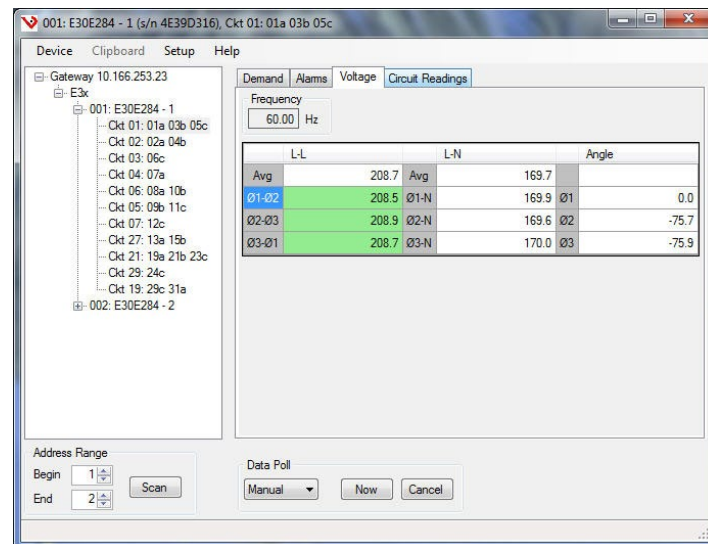 001: E30E284 - 1 (s/n 4E39D316), Ckt 01: 01a 03b 05c
Device Clipboard Setup Help
Gateway 10.166.253.23
E3x
001: E30E284 - 1
Ckt 01: 01a 03b 05c
Ckt 02: 02a 04b
Ckt 03: 06c
Ckt 04: 07a
Ckt 06: 08a 10b
Ckt 05: 09b 11c
Ckt 07: 12c
Ckt 27: 13a 15b
Ckt 21: 19a 21b 23c
Ckt 29: 24c
Ckt 19: 29c 31a
002: E30E284 - 2
Demand Alarms Voltage Circuit Readings
Frequency
60.00 Hz
L-L L-N Angle
Avg 208.7 Avg 169.7
Ø1-Ø2 208.5 Ø1-N 169.9 Ø1 0.0
Ø2-Ø3 208.9 Ø2-N 169.6 Ø2 -75.7
Ø3-Ø1 208.7 Ø3-N 170.0 Ø3 -75.9
Address Range
Begin 1
End 2
Scan
Data Poll
Manual Now Cancel